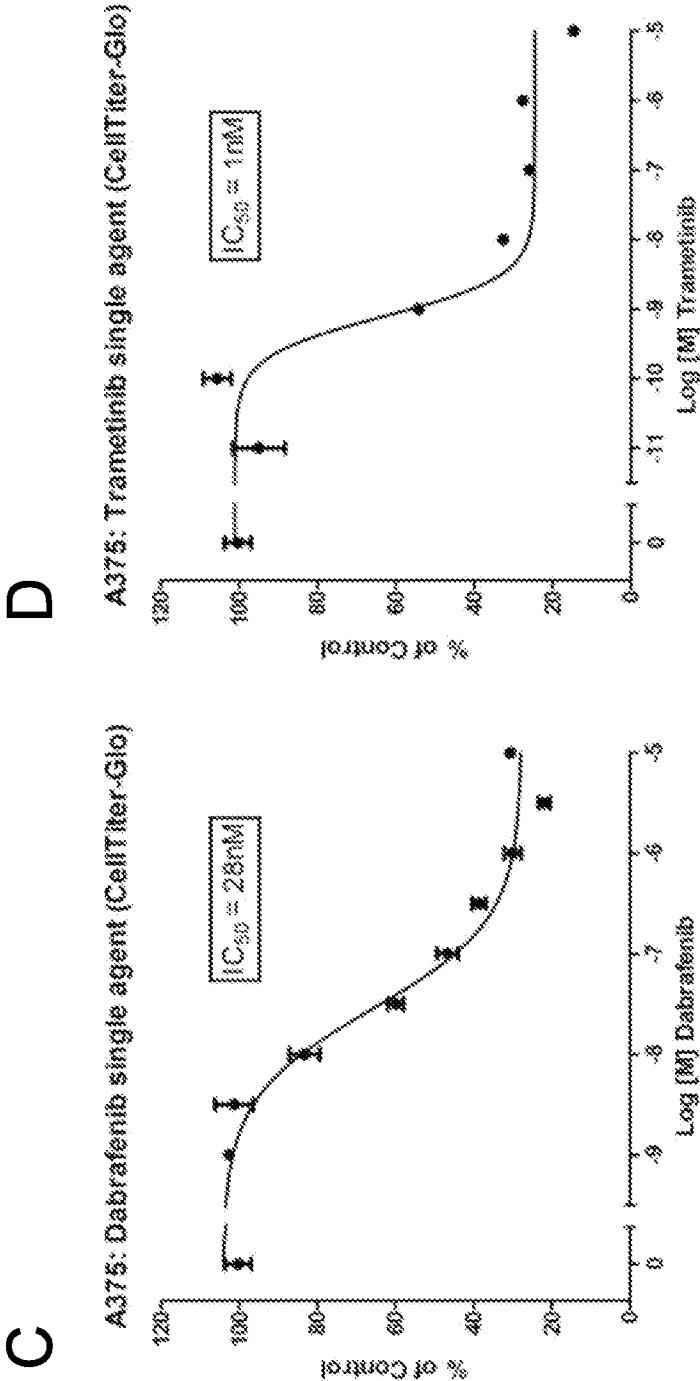 C
A375: Dabrafenib single agent (CellTiter-Glo)
IC50 = 28nM
% of Control
120
100
80
60
40
20
0
0
-9
-8
-7
-6
-5
Log [M] Dabrafenib
D
A375: Trametinib single agent (CellTiter-Glo)
IC50 = 1nM
% of Control
120
100
80
60
40
20
0
0
-11
-10
-9
-8
-7
-6
-5
Log [M] Trametinib